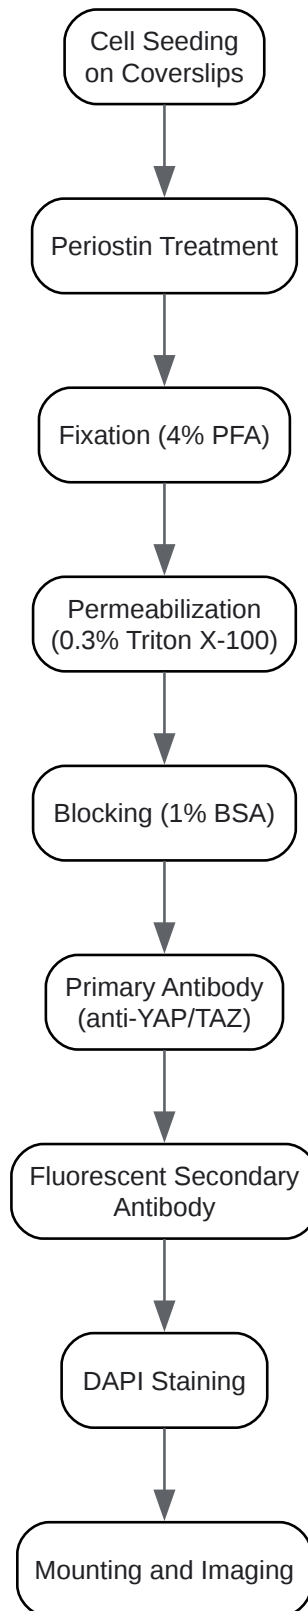 Cell Seeding
on Coverslips
Periostin Treatment
Fixation (4% PFA)
Permeabilization
(0.3% Triton X-100)
Blocking (1% BSA)
Primary Antibody
(anti-YAP/TAZ)
Fluorescent Secondary
Antibody
DAPI Staining
Mounting and Imaging